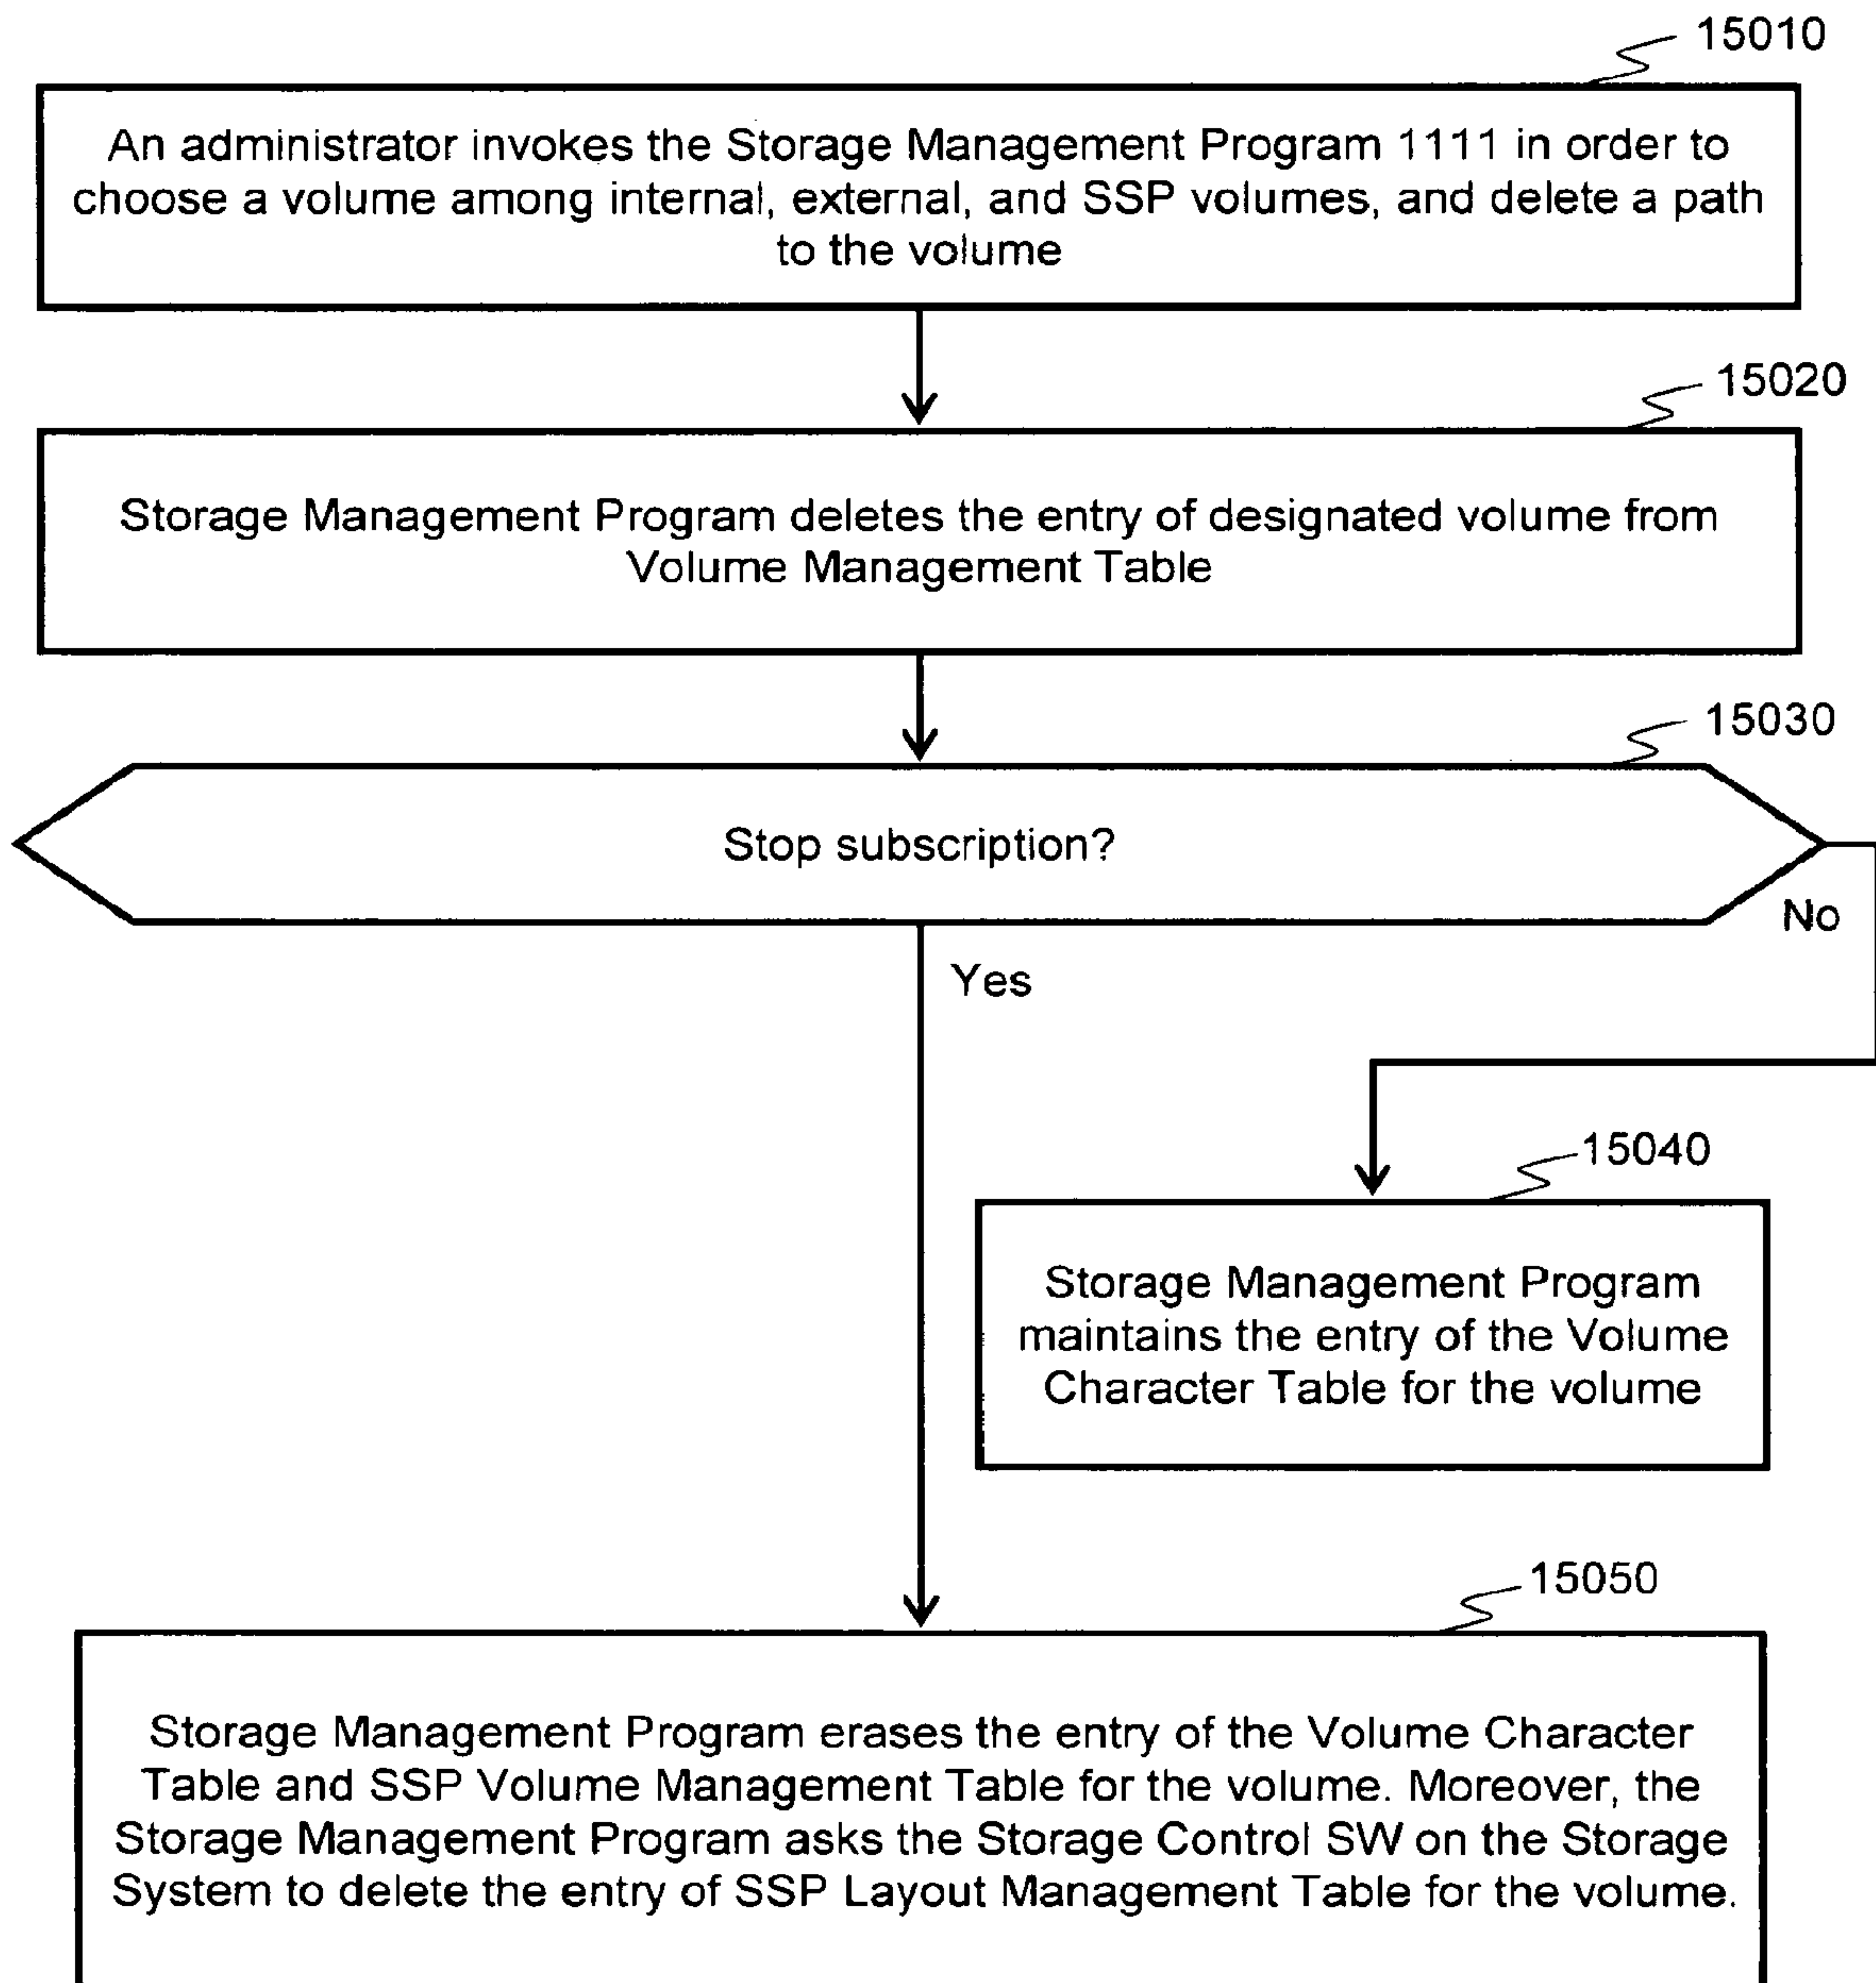 15010
An administrator invokes the Storage Management Program 1111 in order to
choose a volume among internal, external, and SSP volumes, and delete a path
to the volume
15020
Storage Management Program deletes the entry of designated volume from
Volume Management Table
15030
Stop subscription?
No
Yes
15040
Storage Management Program
maintains the entry of the Volume
Character Table for the volume
15050
Storage Management Program erases the entry of the Volume Character
Table and SSP Volume Management Table for the volume. Moreover, the
Storage Management Program asks the Storage Control SW on the Storage
System to delete the entry of SSP Layout Management Table for the volume.